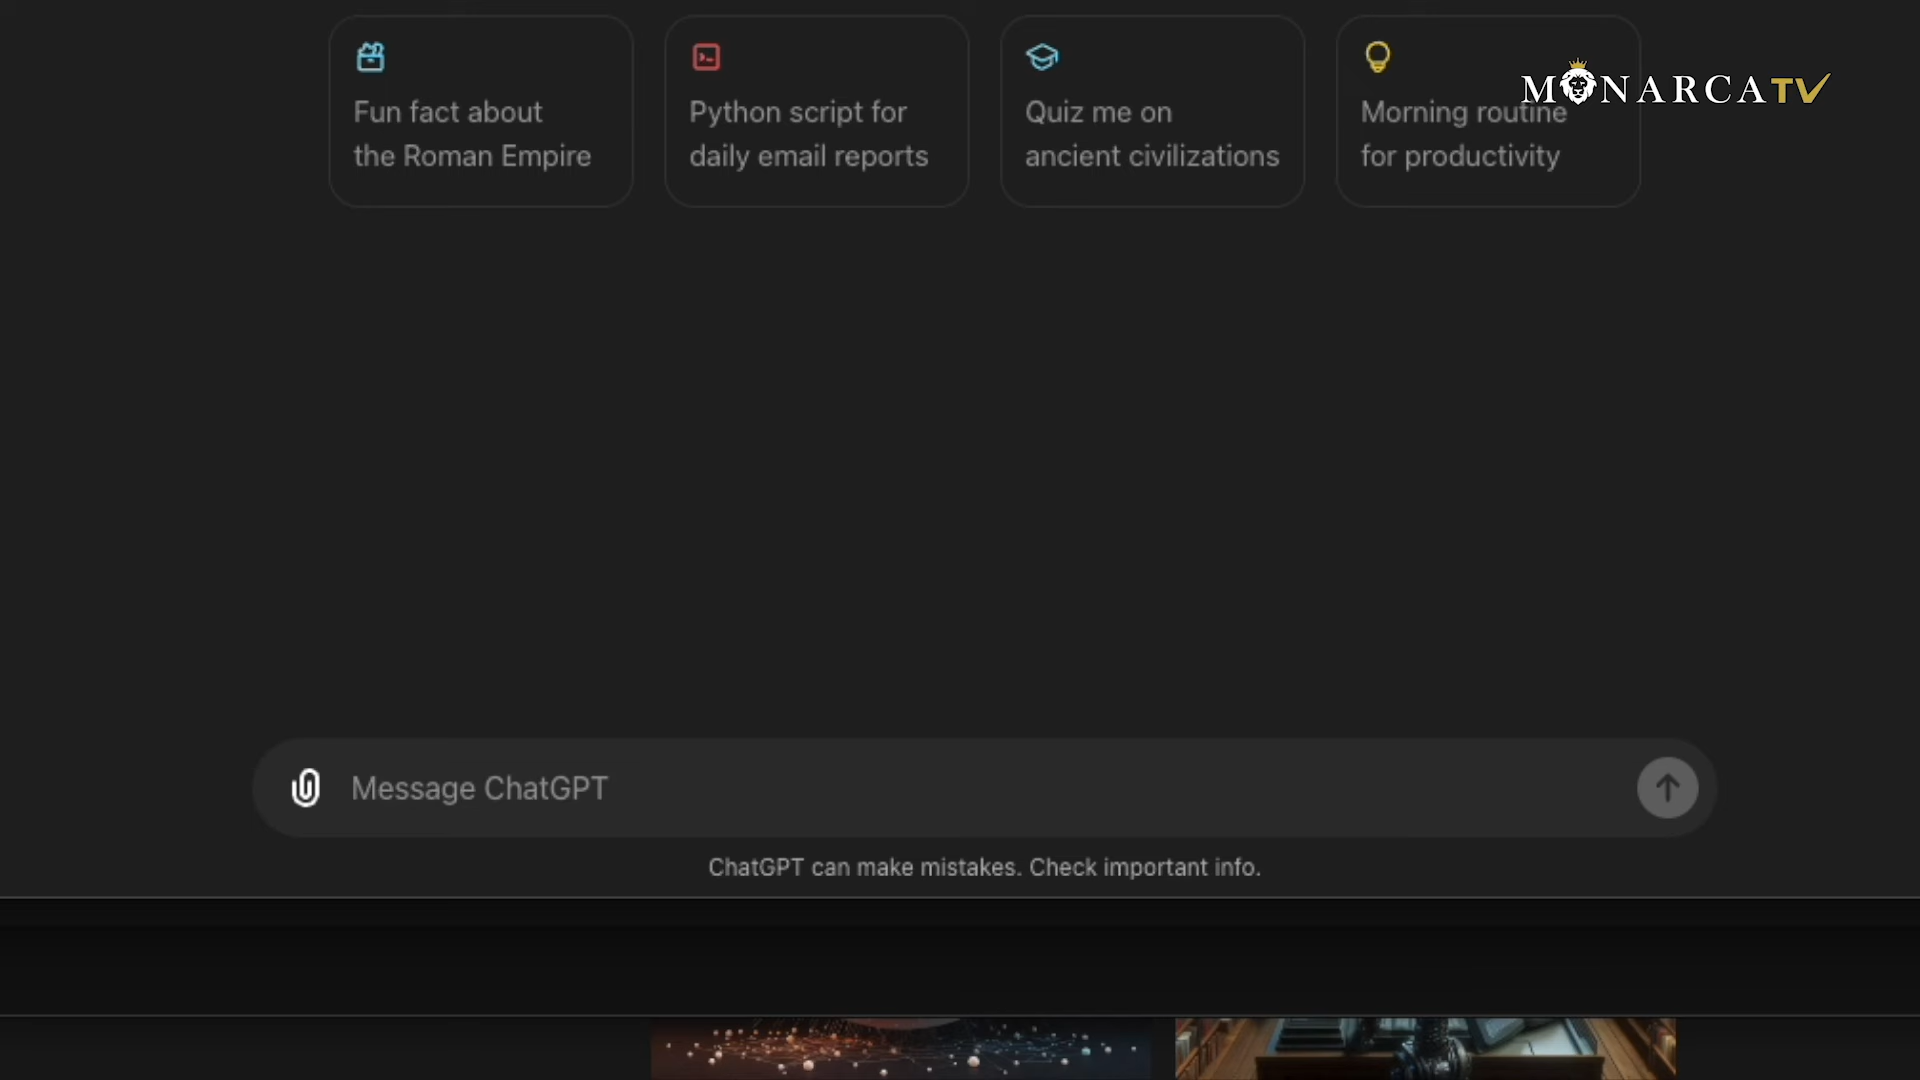 Fun fact about
the Roman Empire
Python script for
daily email reports
Quiz me on
ancient civilizations
Morning routine
for productivity
MONARCATV
Message ChatGPT
ChatGPT can make mistakes. Check important info.